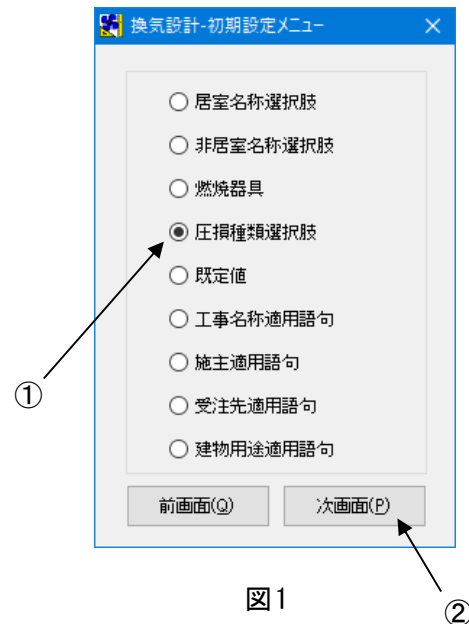 換気設計-初期設定メニュー
居室名称選択肢
非居室名称選択肢
燃焼器具
圧損種類選択肢
既定値
工事名称適用語句
施主適用語句
受注先適用語句
建物用途適用語句
前画面(Q) 次画面(P)
①
②
図1